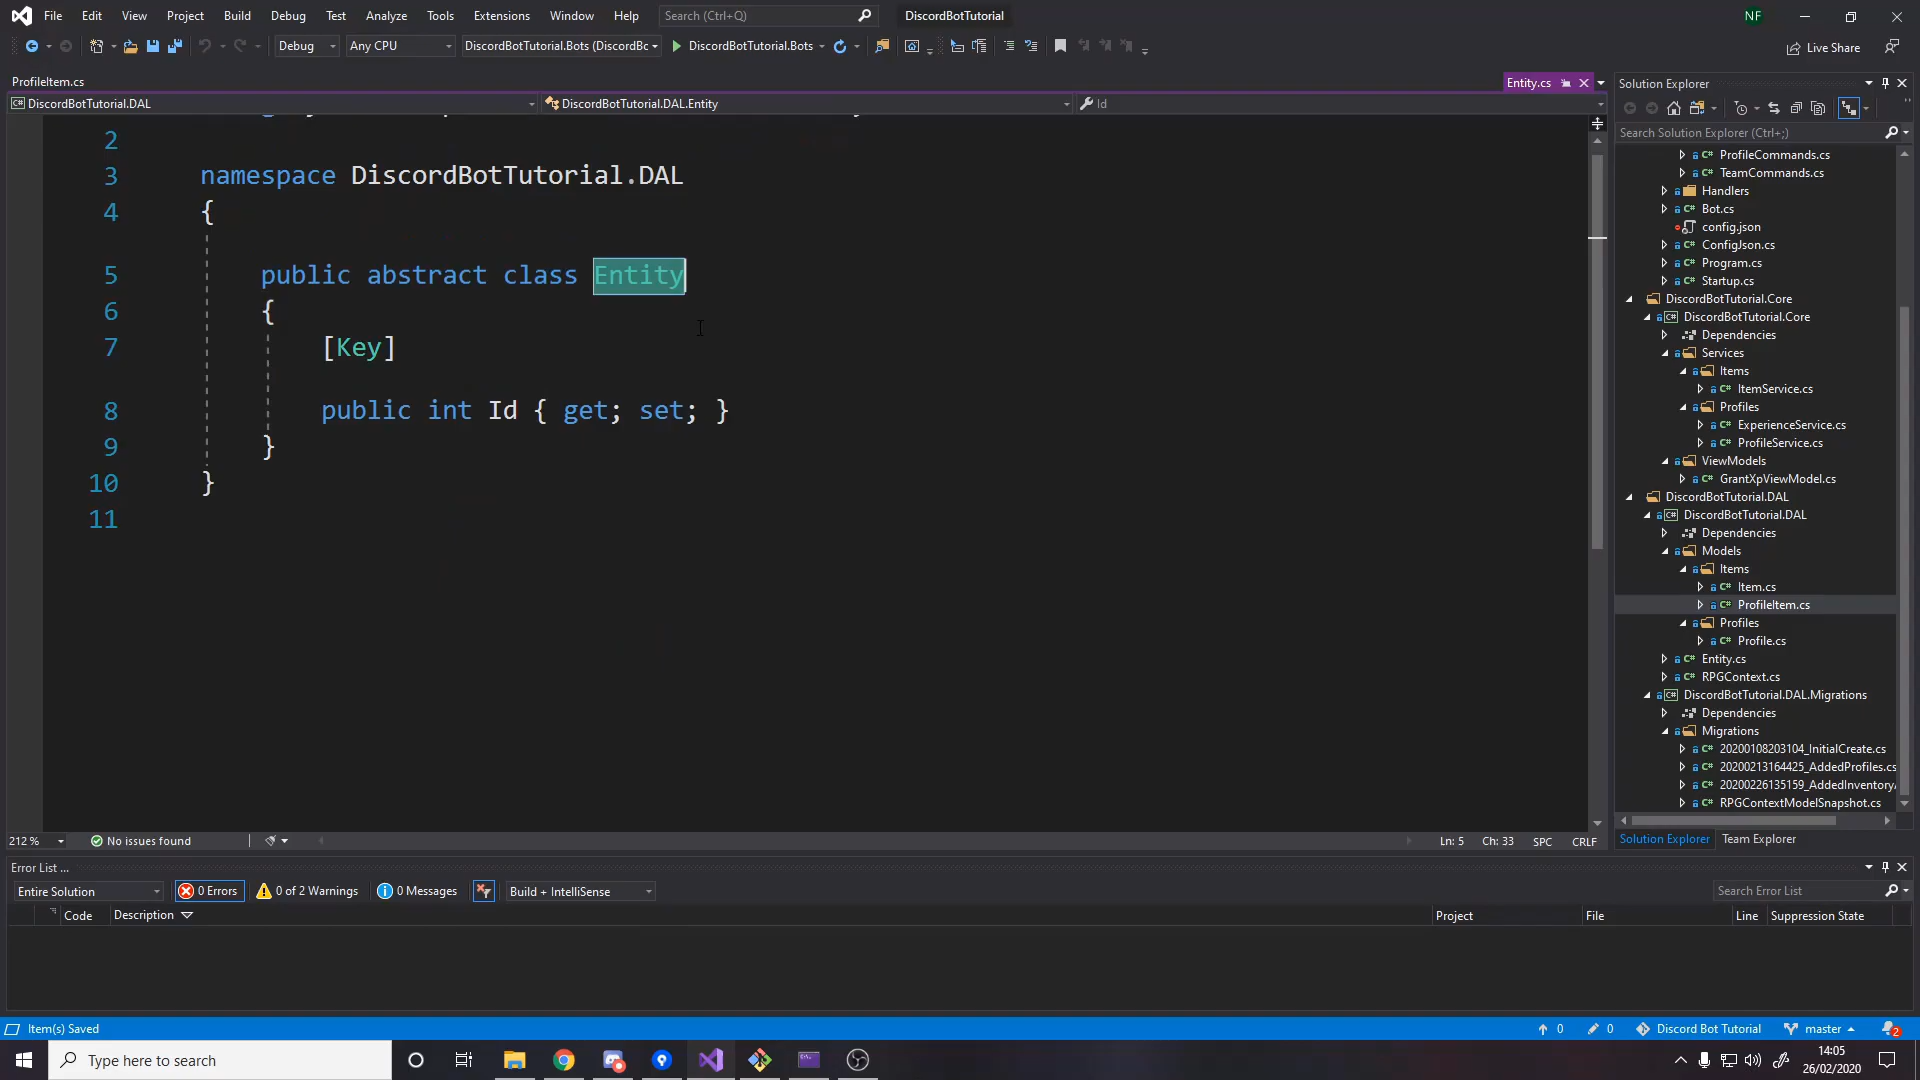 File Edit View Project Build Debug Test Analyze Tools Extensions Window Help Search (Ctrl+Q) DiscordBotTutorial NF
Debug Any CPU DiscordBotTutorial.Bots (DiscordBc DiscordBotTutorial.Bots Live Share
ProfileItem.cs Entity.cs
DiscordBotTutorial.DAL DiscordBotTutorial.DAL.Entity Id
2
3 namespace DiscordBotTutorial.DAL
4 {
5 public abstract class Entity
6 {
7 [Key]
8 public int Id { get; set; }
9 }
10 }
11
212 % No issues found Ln: 5 Ch: 33 SPC CRLF
Solution Explorer
Search Solution Explorer (Ctrl+;)
ProfileCommands.cs
TeamCommands.cs
Handlers
Bot.cs
config.json
ConfigJson.cs
Program.cs
Startup.cs
DiscordBotTutorial.Core
DiscordBotTutorial.Core
Dependencies
Services
Items
ItemService.cs
Profiles
ExperienceService.cs
ProfileService.cs
ViewModels
GrantXpViewModel.cs
DiscordBotTutorial.DAL
DiscordBotTutorial.DAL
Dependencies
Models
Items
Item.cs
ProfileItem.cs
Profiles
Profile.cs
Entity.cs
RPGContext.cs
DiscordBotTutorial.DAL.Migrations
Dependencies
Migrations
20200108203104_InitialCreate.cs
20200213164425_AddedProfiles.cs
20200226135159_AddedInventory
RPGContextModelSnapshot.cs
Solution Explorer Team Explorer
Error List ...
Entire Solution 0 Errors 0 of 2 Warnings 0 Messages Build + IntelliSense Search Error List
Code Description Project File Line Suppression State
Item(s) Saved 0 0 Discord Bot Tutorial master 2
Type here to search 14:05
26/02/2020